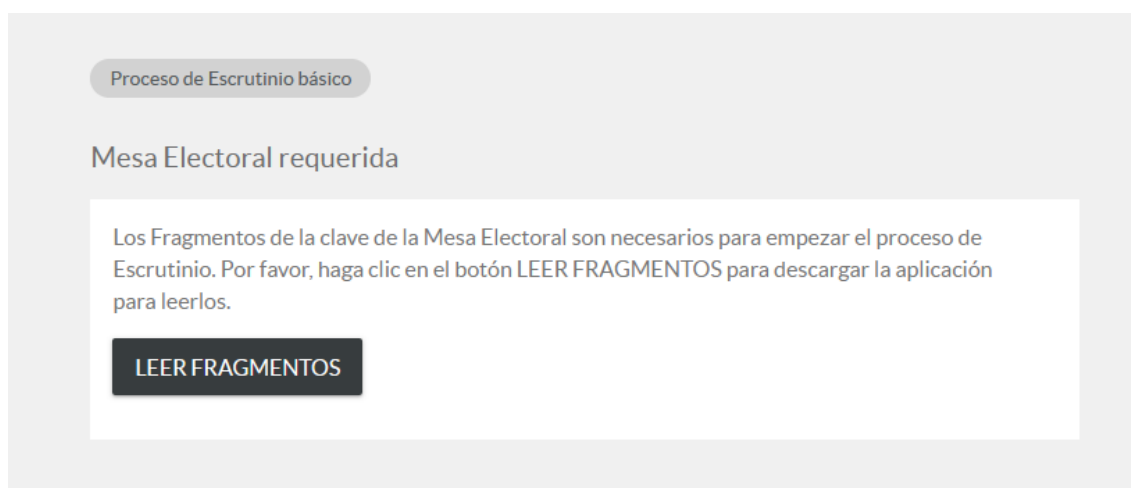 Proceso de Escrutinio básico
Mesa Electoral requerida
Los Fragmentos de la clave de la Mesa Electoral son necesarios para empezar el proceso de
Escrutinio. Por favor, haga clic en el botón LEER FRAGMENTOS para descargar la aplicación
para leerlos.
LEER FRAGMENTOS